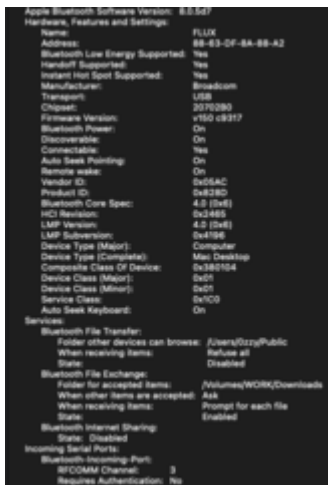 Apple Bluetooth Software Version: 6.0.5d7
Hardware, Features and Settings:
Name: FLUX
Address: 88-63-DF-8A-88-A2
Bluetooth Low Energy Supported: Yes
Handoff Supported: Yes
Instant Hot Spot Supported: Yes
Manufacturer: Broadcom
Transport: USB
Chipset: 20702B0
Firmware Version: v150 c9317
Bluetooth Power: On
Discoverable: On
Connectable: Yes
Auto Seek Pointing: On
Remote wake: On
Vendor ID: 0x05AC
Product ID: 0x828D
Bluetooth Core Spec: 4.0 (0x6)
HCI Revision: 0x2465
LMP Version: 4.0 (0x6)
LMP Subversion: 0x4196
Device Type (Major): Computer
Device Type (Complete): Mac Desktop
Composite Class Of Device: 0x380104
Device Class (Major): 0x01
Device Class (Minor): 0x01
Service Class: 0x1C0
Auto Seek Keyboard: On
Services:
Bluetooth File Transfer:
Folder other devices can browse: /Users/0zzy/Public
When receiving items: Refuse all
State: Disabled
Bluetooth File Exchange:
Folder for accepted items: /Volumes/WORK/Downloads
When other items are accepted: Ask
When receiving items: Prompt for each file
State: Enabled
Bluetooth Internet Sharing:
State: Disabled
Incoming Serial Ports:
Bluetooth-Incoming-Port:
RFCOMM Channel: 3
Requires Authentication: No